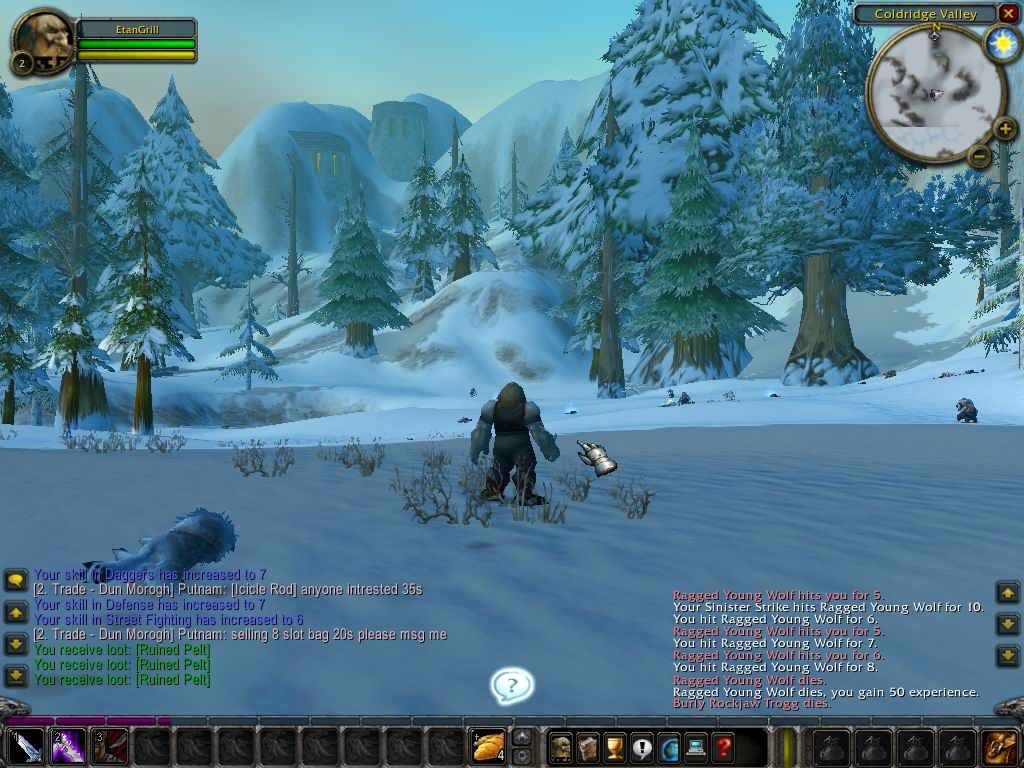 EtanGrill
2
Coldridge Valley
N
Your skill in Daggers has increased to 7
[2. Trade - Dun Morogh] Putnam: [Icicle Rod] anyone intrested 35s
Your skill in Defense has increased to 7
Your skill in Street Fighting has increased to 6
[2. Trade - Dun Morogh] Putnam: selling 8 slot bag 20s please msg me
You receive loot: [Ruined Pelt]
You receive loot: [Ruined Pelt]
You receive loot: [Ruined Pelt]
Ragged Young Wolf hits you for 5.
Your Sinister Strike hits Ragged Young Wolf for 10.
You hit Ragged Young Wolf for 6.
Ragged Young Wolf hits you for 5.
You hit Ragged Young Wolf for 7.
Ragged Young Wolf hits you for 6.
You hit Ragged Young Wolf for 8.
Ragged Young Wolf dies.
Ragged Young Wolf dies, you gain 50 experience.
Burly Rockjaw Trogg dies.
?
1 2 3 4 ! ?